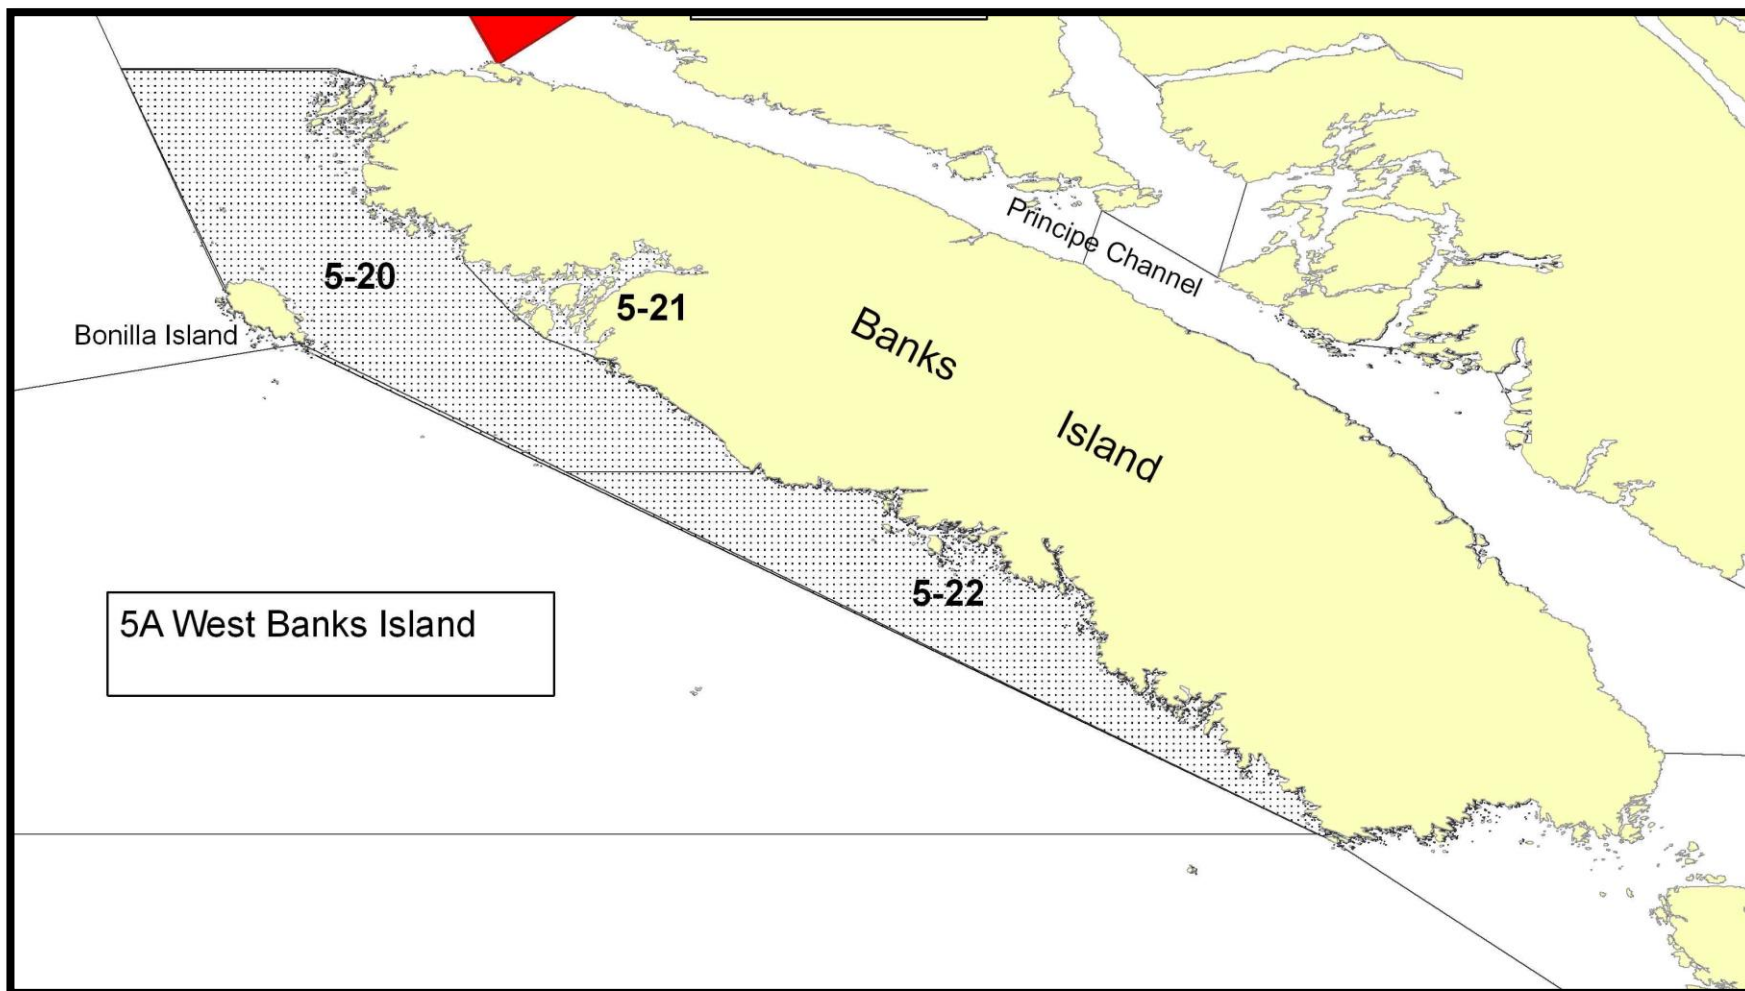 Principe Channel
5-20
5-21
Bonilla Island
Banks
Island
5-22
5A West Banks Island